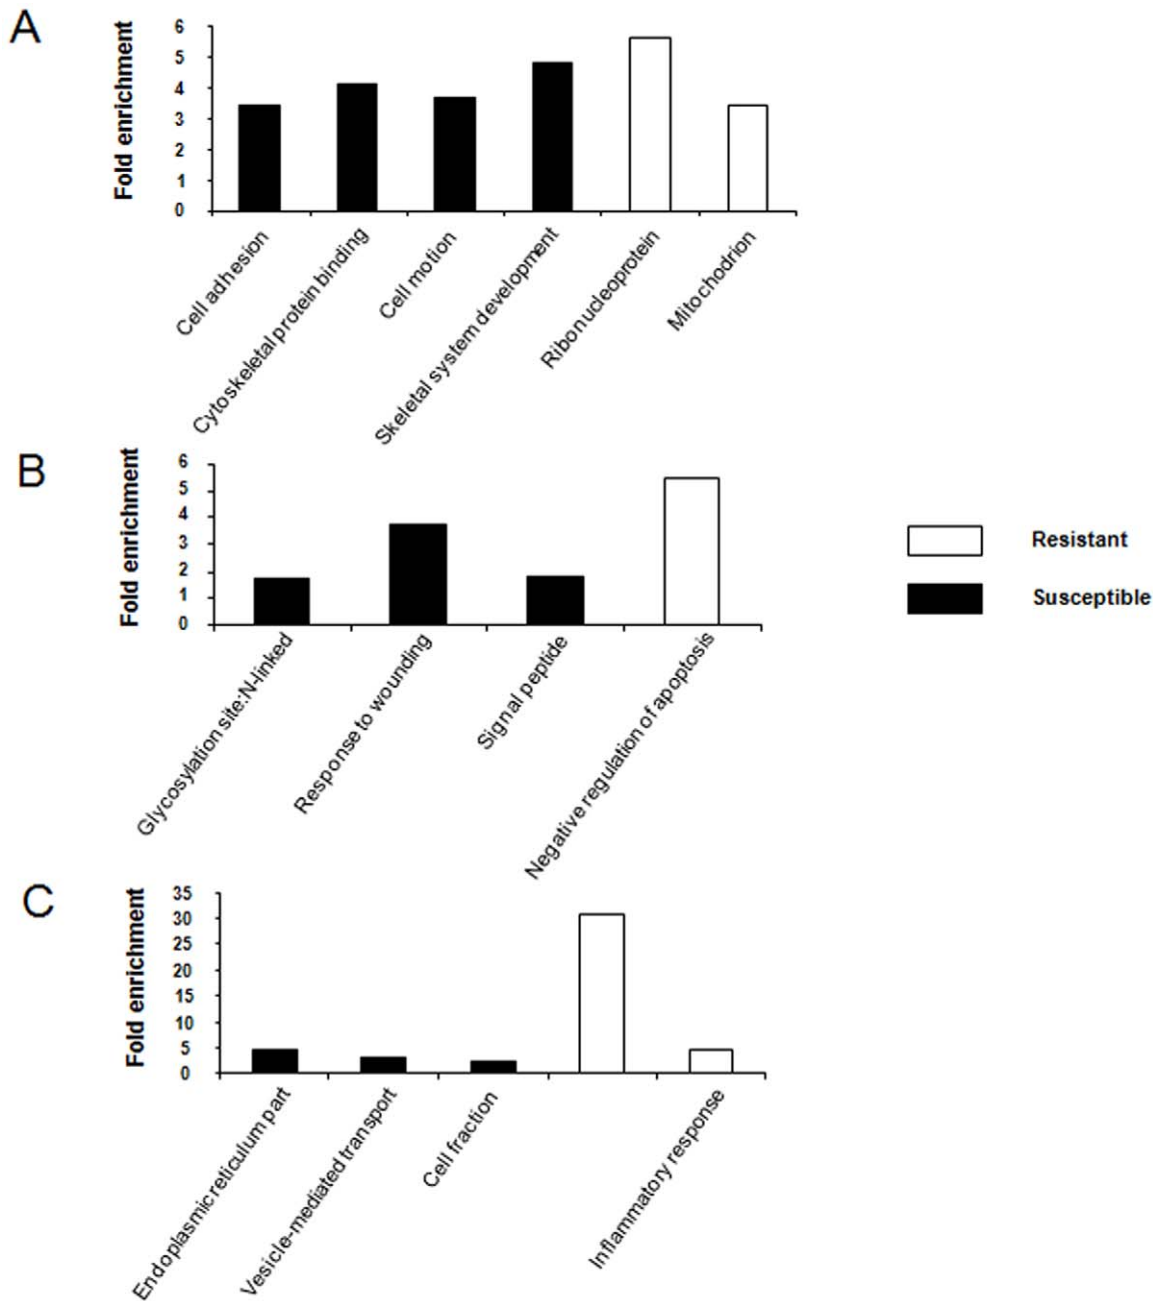 A
Fold enrichment
6
5
4
3
2
1
0
Cell adhesion
Cytoskeletal protein binding
Cell motion
Skeletal system development
Ribonucleoprotein
Mitochodrion
B
Fold enrichment
6
5
4
3
2
1
0
Glycosylation site:N-linked
Response to wounding
Signal peptide
Negative regulation of apoptosis
Resistant
Susceptible
C
Fold enrichment
35
30
25
20
15
10
5
0
Endoplasmic reticulum part
Vesicle-mediated transport
Cell fraction
Inflammatory response